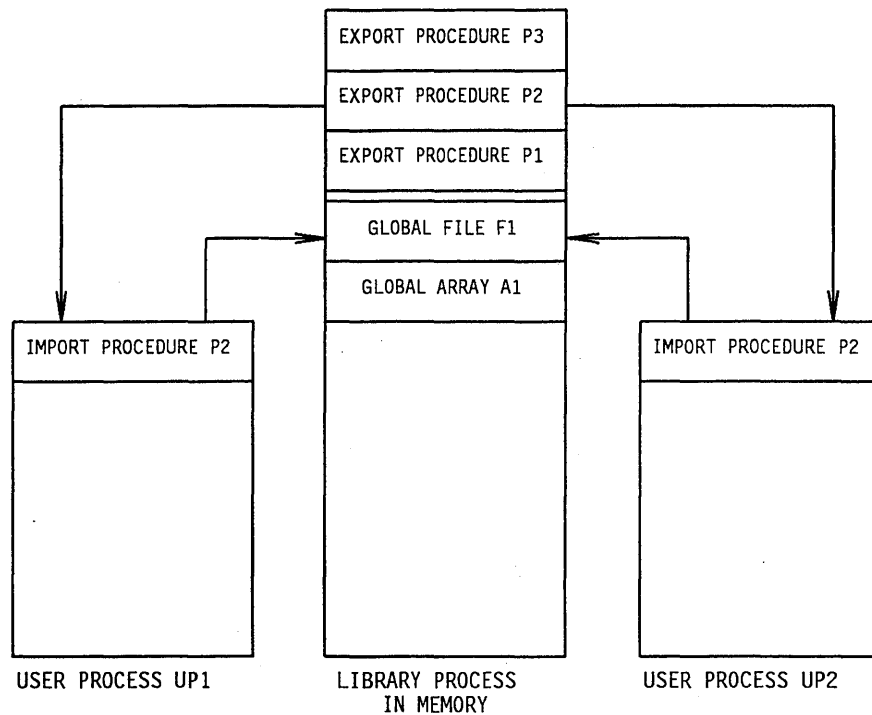 EXPORT PROCEDURE P3
EXPORT PROCEDURE P2
EXPORT PROCEDURE P1
GLOBAL FILE F1
GLOBAL ARRAY A1
IMPORT PROCEDURE P2
IMPORT PROCEDURE P2
USER PROCESS UP1
LIBRARY PROCESS
IN MEMORY
USER PROCESS UP2